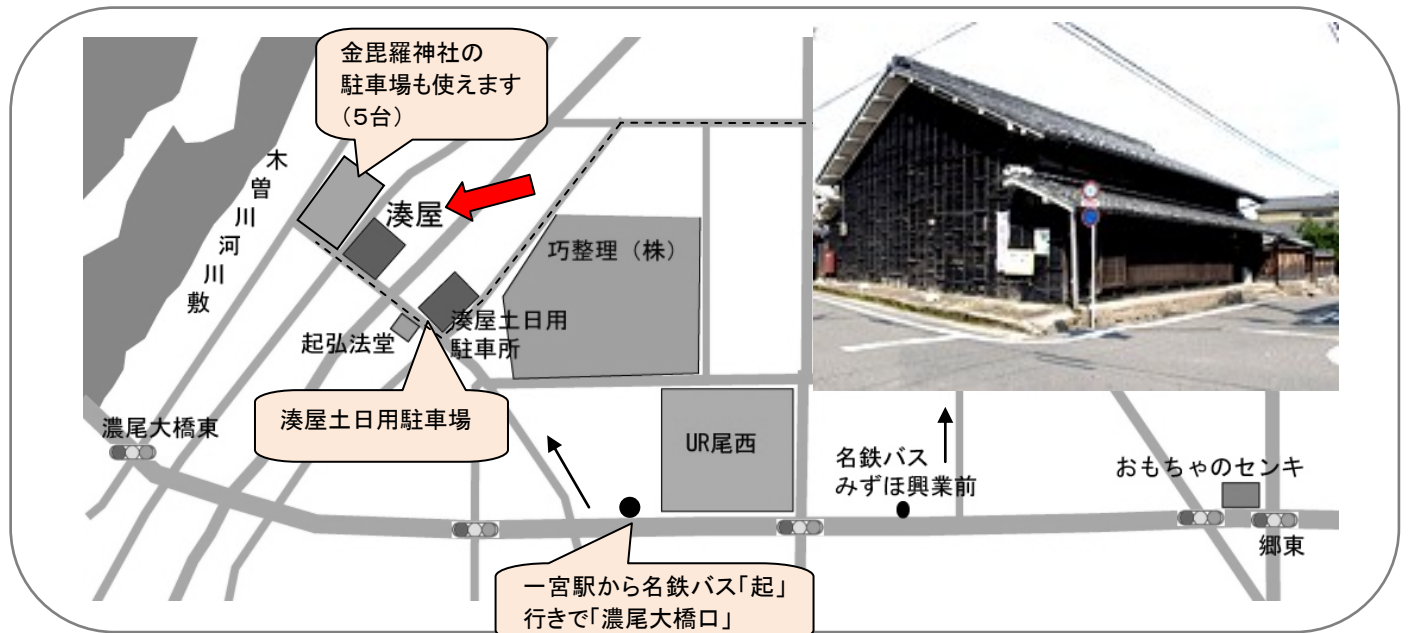 金毘羅神社の
駐車場も使えます
（５台）
木曽川河川敷
湊屋
巧整理（株）
湊屋土日用
駐車所
起弘法堂
湊屋土日用駐車場
濃尾大橋東
UR尾西
名鉄バス
みずほ興業前
おもちゃのセンキ
郷東
一宮駅から名鉄バス「起」
行きで「濃尾大橋口」